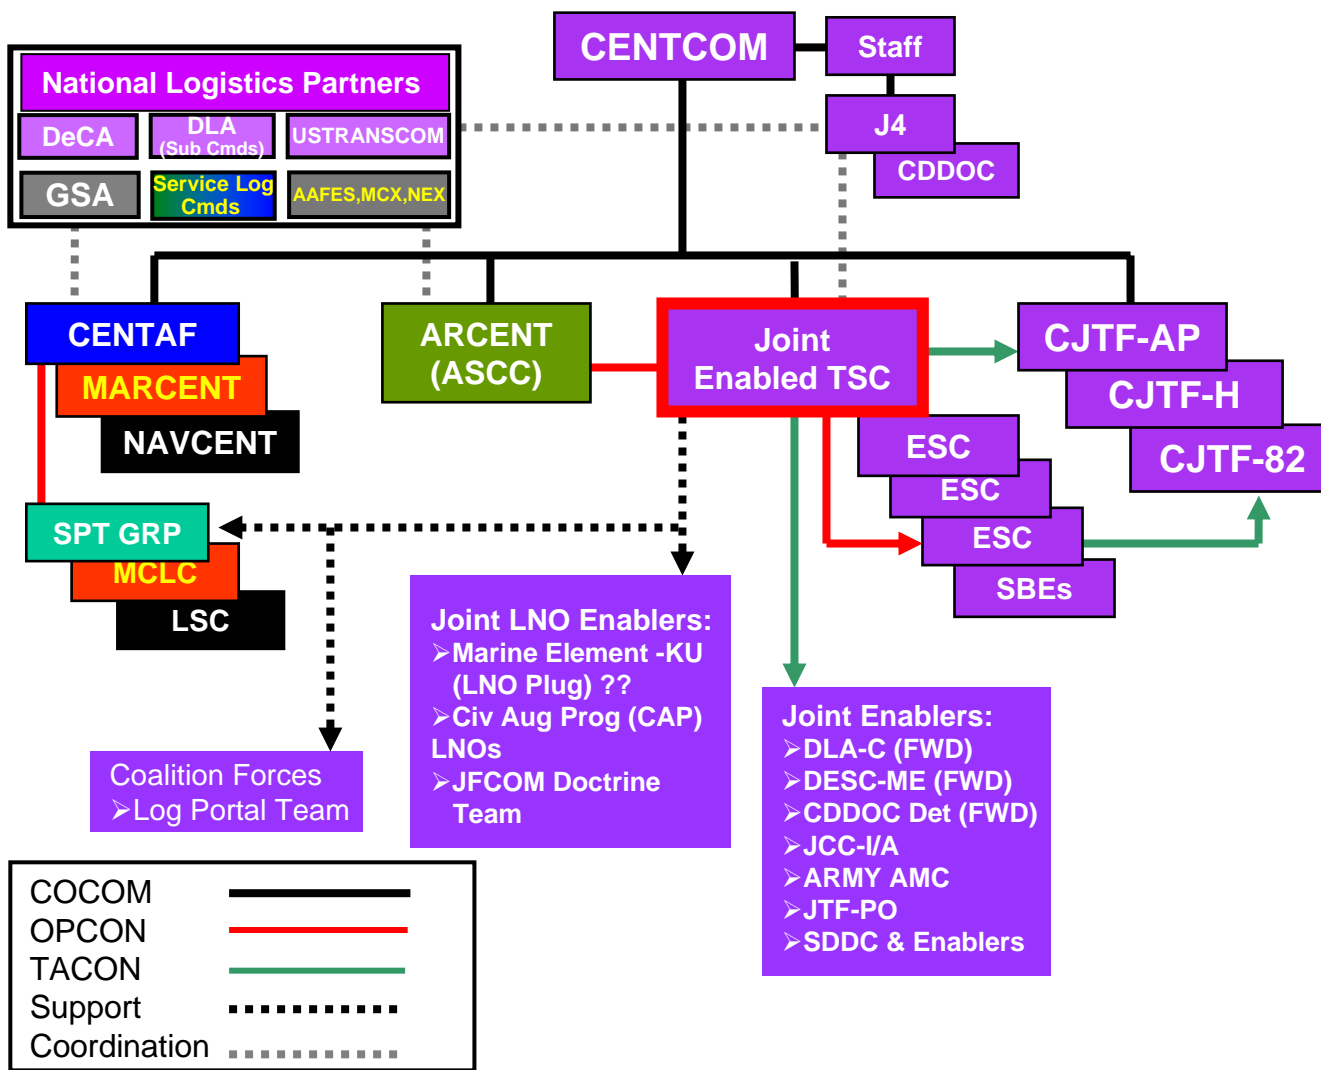 CENTCOM
Staff
J4
CDDOC
National Logistics Partners
DeCA
DLA
(Sub Cmds)
USTRANSCOM
GSA
Service Log
Cmds
AAFES,MCX,NEX
CENTAF
MARCENT
NAVCENT
ARCENT
(ASCC)
Joint
Enabled TSC
CJTF-AP
CJTF-H
CJTF-82
ESC
ESC
ESC
SBEs
SPT GRP
MCLC
LSC
Joint LNO Enablers:
➢Marine Element -KU
(LNO Plug) ??
➢Civ Aug Prog (CAP)
LNOs
➢JFCOM Doctrine
Team
Coalition Forces
➢Log Portal Team
Joint Enablers:
➢DLA-C (FWD)
➢DESC-ME (FWD)
➢CDDOC Det (FWD)
➢JCC-I/A
➢ARMY AMC
➢JTF-PO
➢SDDC & Enablers
COCOM
OPCON
TACON
Support
Coordination